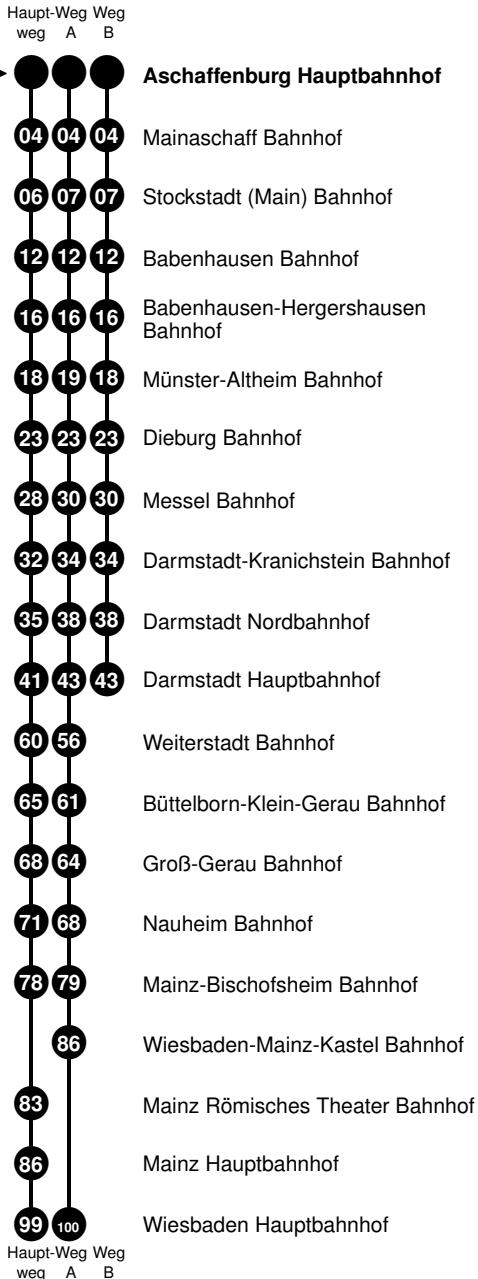 Haupt-Weg Weg
weg A B
Aschaffenburg Hauptbahnhof
04 04 04 Mainaschaff Bahnhof
06 07 07 Stockstadt (Main) Bahnhof
12 12 12 Babenhausen Bahnhof
16 16 16 Babenhausen-Hergershausen
Bahnhof
18 19 18 Münster-Altheim Bahnhof
23 23 23 Dieburg Bahnhof
28 30 30 Messel Bahnhof
32 34 34 Darmstadt-Kranichstein Bahnhof
35 38 38 Darmstadt Nordbahnhof
41 43 43 Darmstadt Hauptbahnhof
60 56 Weiterstadt Bahnhof
65 61 Büttelborn-Klein-Gerau Bahnhof
68 64 Groß-Gerau Bahnhof
71 68 Nauheim Bahnhof
78 79 Mainz-Bischofsheim Bahnhof
86 Wiesbaden-Mainz-Kastel Bahnhof
83 Mainz Römisches Theater Bahnhof
86 Mainz Hauptbahnhof
99 100 Wiesbaden Hauptbahnhof
Haupt-Weg Weg
weg A B